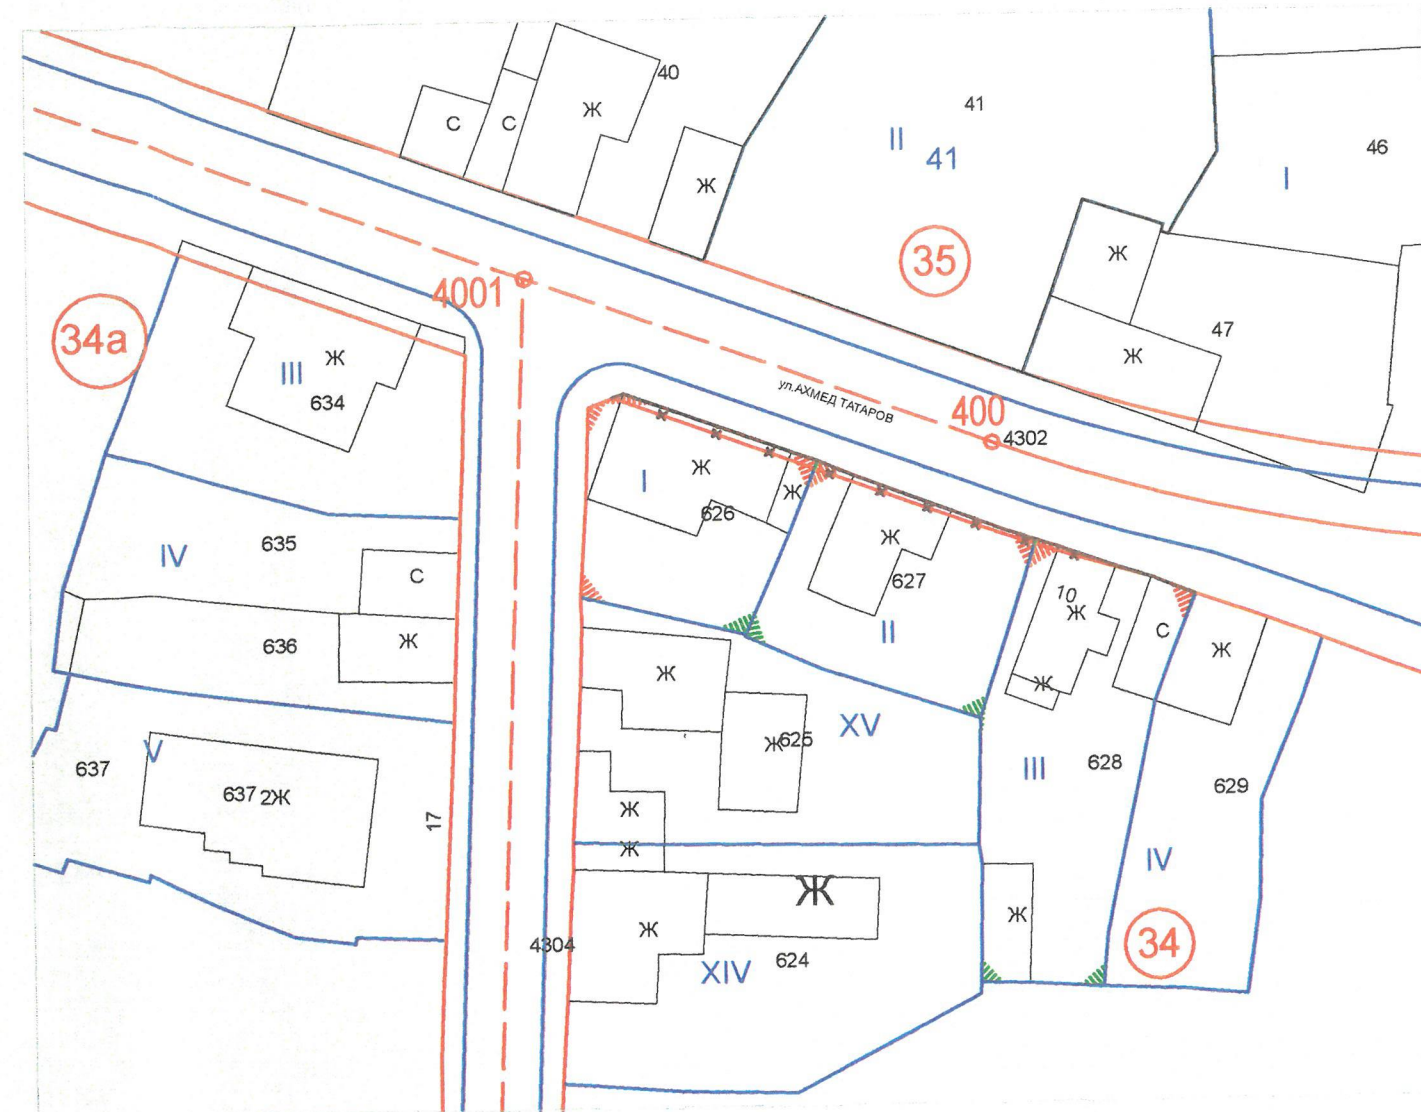 40
41
С
С
Ж
II
41
46
Ж
I
35
Ж
4001
34а
47
Ж
Ж
III
634
ул.АХМЕД ТАТАРОВ
400
4302
Ж
I
Ж
626
Ж
627
635
IV
С
10
Ж
II
С
636
Ж
Ж
Ж
Ж
XV
Ж625
V
637
637
2Ж
III
628
629
17
Ж
Ж
IV
Ж
Ж
Ж
4304
34
XIV
624